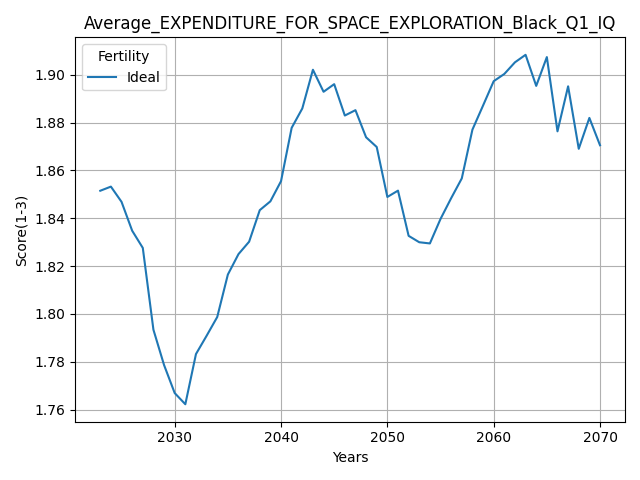 Average_EXPENDITURE_FOR_SPACE_EXPLORATION_Black_Q1_IQ
Fertility
Ideal
1.90
1.88
1.86
1.84
1.82
1.80
1.78
1.76
Score(1-3)
2030 2040 2050 2060 2070
Years